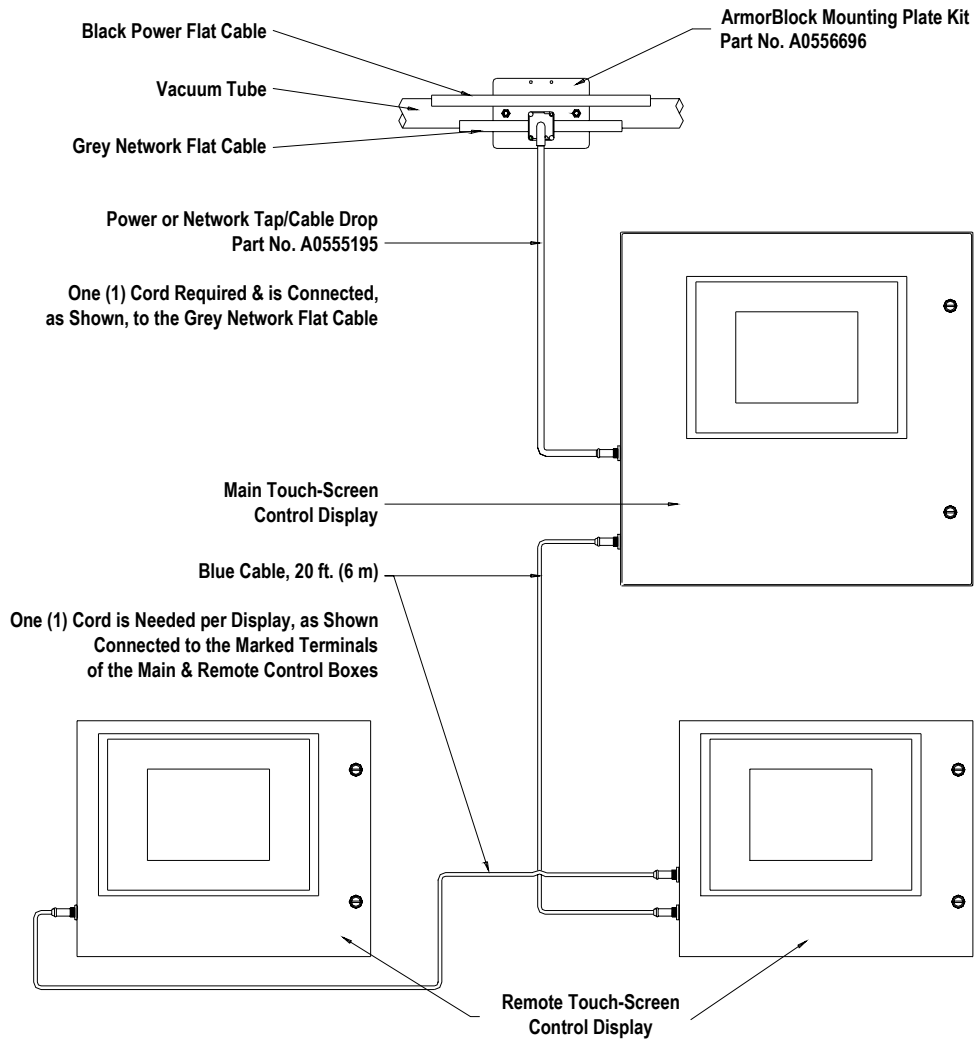 Black Power Flat Cable
ArmorBlock Mounting Plate Kit
Part No. A0556696
Vacuum Tube
Grey Network Flat Cable
Power or Network Tap/Cable Drop
Part No. A0555195
One (1) Cord Required & is Connected,
as Shown, to the Grey Network Flat Cable
Main Touch-Screen
Control Display
Blue Cable, 20 ft. (6 m)
One (1) Cord is Needed per Display, as Shown
Connected to the Marked Terminals
of the Main & Remote Control Boxes
Remote Touch-Screen
Control Display